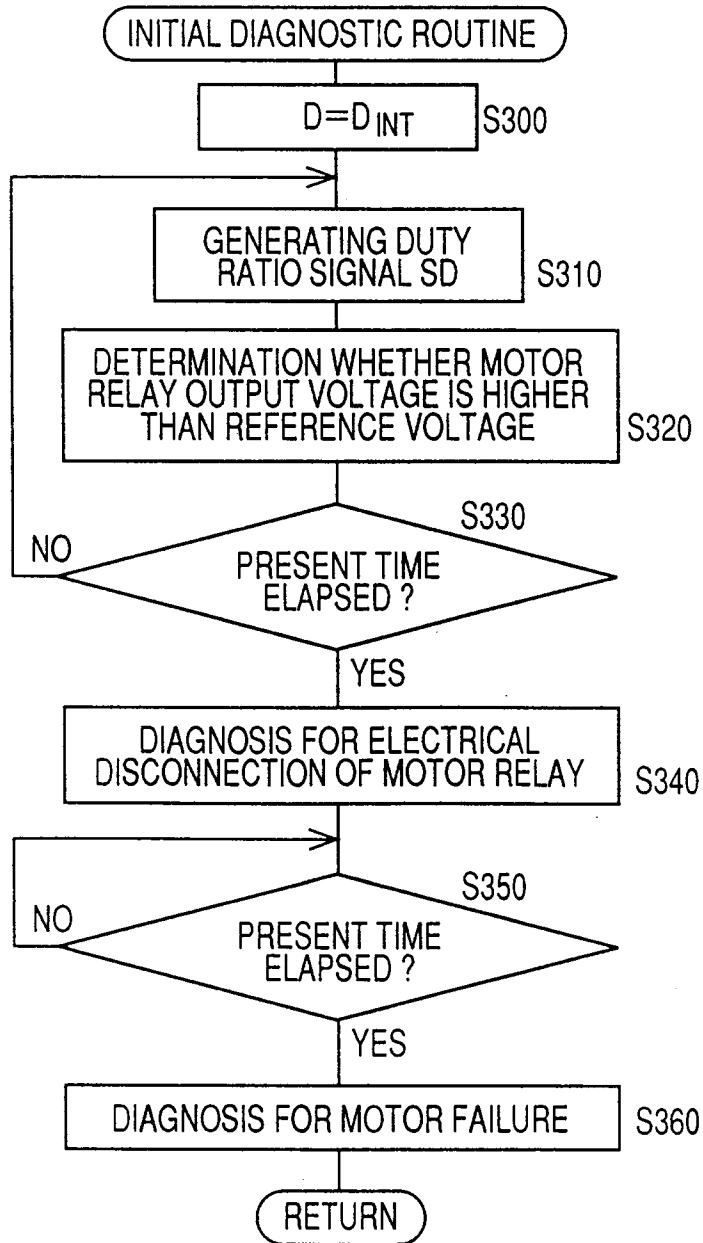 INITIAL DIAGNOSTIC ROUTINE
D=D INT
S300
GENERATING DUTY
RATIO SIGNAL SD
S310
DETERMINATION WHETHER MOTOR
RELAY OUTPUT VOLTAGE IS HIGHER
THAN REFERENCE VOLTAGE
S320
S330
NO
PRESENT TIME
ELAPSED ?
YES
DIAGNOSIS FOR ELECTRICAL
DISCONNECTION OF MOTOR RELAY
S340
S350
NO
PRESENT TIME
ELAPSED ?
YES
DIAGNOSIS FOR MOTOR FAILURE
S360
RETURN